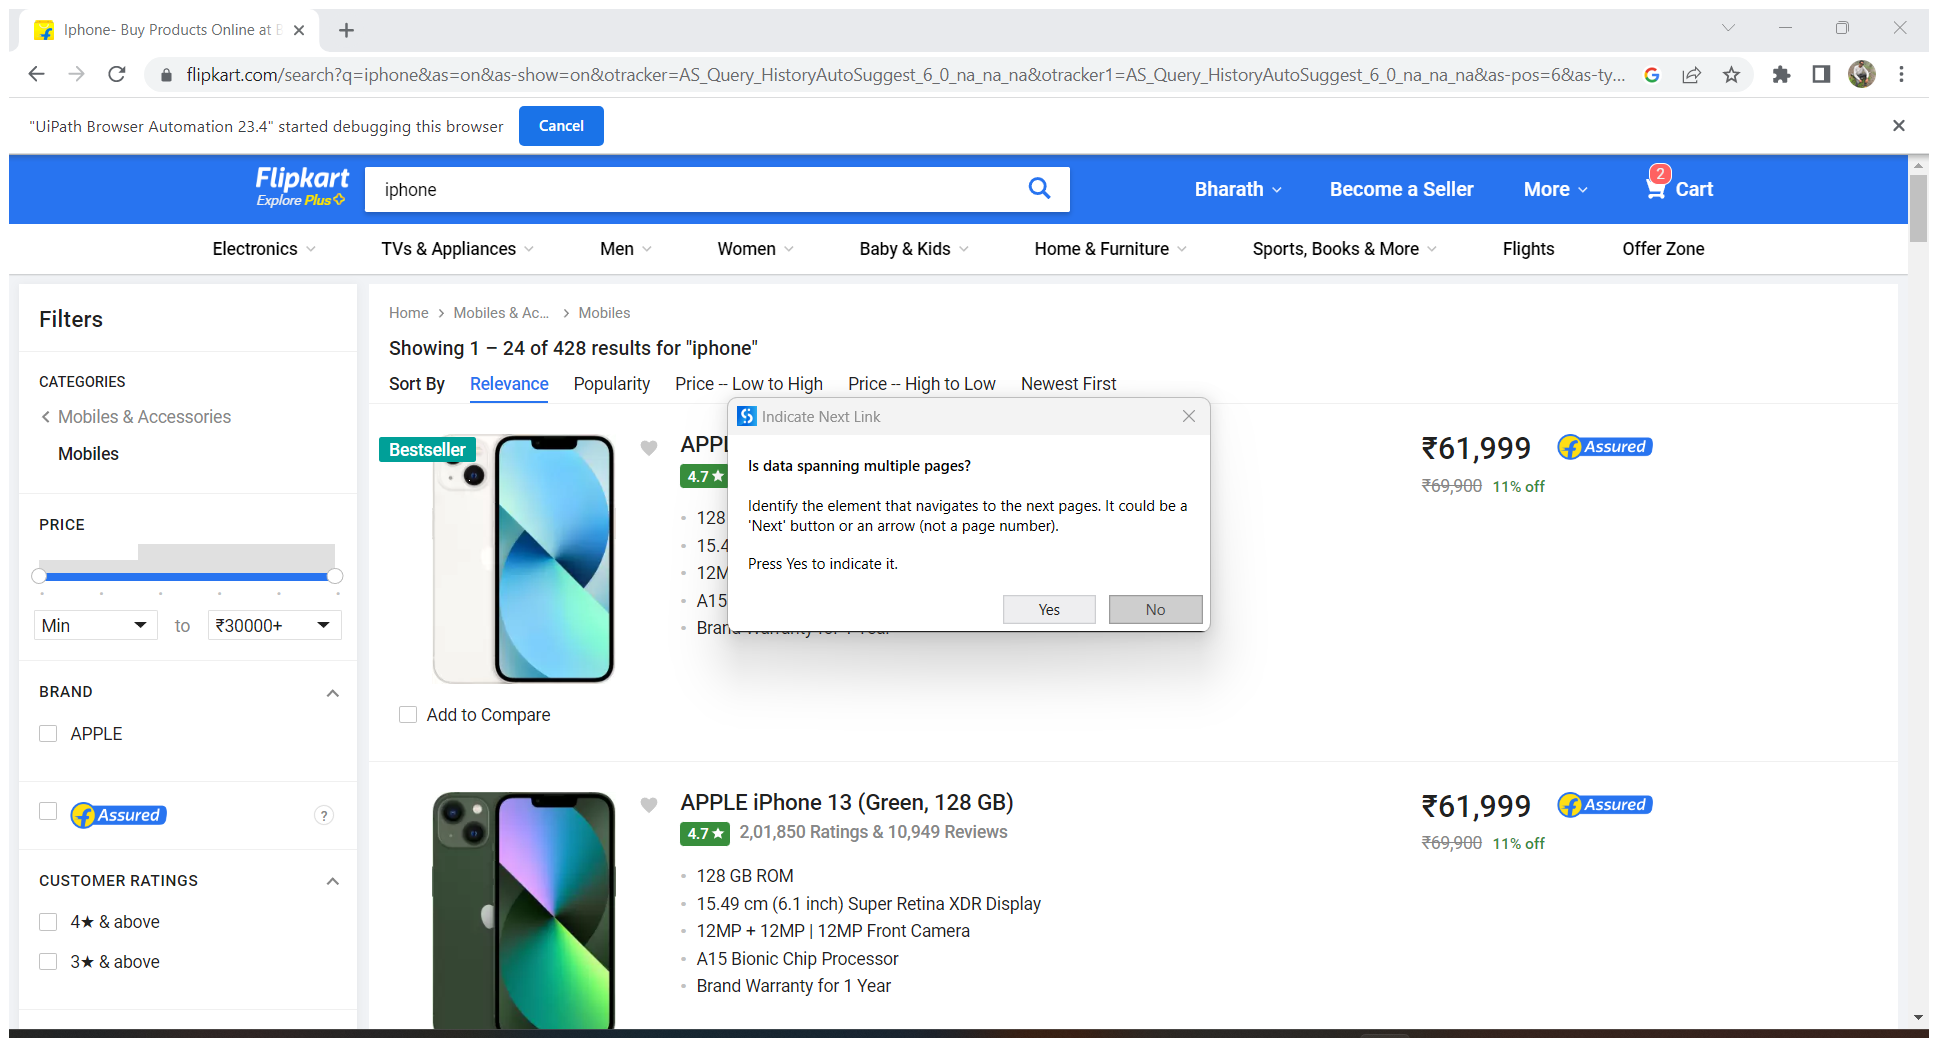 Iphone- Buy Products Online at B
flipkart.com/search?q=iphone&as=on&as-show=on&otracker=AS_Query_HistoryAutoSuggest_6_0_na_na_na&otracker1=AS_Query_HistoryAutoSuggest_6_0_na_na_na&as-pos=6&as-ty...
"UiPath Browser Automation 23.4" started debugging this browser
Cancel
Flipkart
Explore Plus
iphone
Bharath
Become a Seller
More
2
Cart
Electronics
TVs & Appliances
Men
Women
Baby & Kids
Home & Furniture
Sports, Books & More
Flights
Offer Zone
Filters
CATEGORIES
Mobiles & Accessories
Mobiles
PRICE
Min
to
₹30000+
BRAND
APPLE
Assured
?
CUSTOMER RATINGS
4★ & above
3★ & above
Home > Mobiles & Ac... > Mobiles
Showing 1 – 24 of 428 results for "iphone"
Sort By
Relevance
Popularity
Price -- Low to High
Price -- High to Low
Newest First
Bestseller
4.7★
128
15.4
A15
₹61,999
Assured
₹69,900 11% off
Add to Compare
Indicate Next Link
Is data spanning multiple pages?
Identify the element that navigates to the next pages. It could be a
'Next' button or an arrow (not a page number).
Press Yes to indicate it.
Yes
No
APPLE iPhone 13 (Green, 128 GB)
4.7★ 2,01,850 Ratings & 10,949 Reviews
128 GB ROM
15.49 cm (6.1 inch) Super Retina XDR Display
12MP + 12MP | 12MP Front Camera
A15 Bionic Chip Processor
Brand Warranty for 1 Year
₹61,999
Assured
₹69,900 11% off